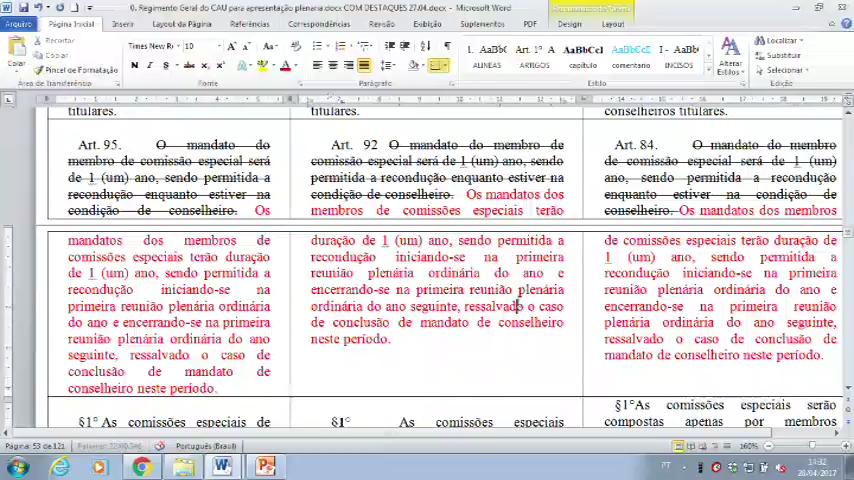 0. Regimento Geral do CAU para apresentação plenaria.docx COM DESTAQUES 27.04.docx - Microsoft Word
Arquivo Página Inicial Inserir Layout da Página Referências Correspondências Revisão Exibição Suplementos PDF Design Layout
Recortar
Copiar
Pincel de Formatação
Colar
Times New R 10
N I S
Fonte
Parágrafo
1. AaBbC Art. 1° A AaBbCcI AaBbCcI I - AaBb
ALINEAS ARTIGOS capítulo comentario INCISOS
Estilo
Alterar
Estilos
Localizar
Substituir
Selecionar
Edição
titulares.
Art. 95. O mandato do
membro de comissão especial será
de 1 (um) ano, sendo permitida a
recondução enquanto estiver na
condição de conselheiro. Os
mandatos dos membros de
comissões especiais terão duração
de 1 (um) ano, sendo permitida a
recondução iniciando-se na
primeira reunião plenária ordinária
do ano e encerrando-se na primeira
reunião plenária ordinária do ano
seguinte, ressalvado o caso de
conclusão de mandato de
conselheiro neste período.
§1° As comissões especiais de
titulares.
Art. 92 O mandato do membro de
comissão especial será de 1 (um) ano, sendo
permitida a recondução enquanto estiver na
condição de conselheiro. Os mandatos dos
membros de comissões especiais terão
duração de 1 (um) ano, sendo permitida a
recondução iniciando-se na primeira
reunião plenária ordinária do ano e
encerrando-se na primeira reunião plenária
ordinária do ano seguinte, ressalvado o caso
de conclusão de mandato de conselheiro
neste período.
§1° As comissões especiais
conselheiros titulares.
Art. 84. O mandato do membro
de comissão especial será de 1 (um)
ano, sendo permitida a recondução
enquanto estiver na condição de
conselheiro. Os mandatos dos membros
de comissões especiais terão duração de
1 (um) ano, sendo permitida a
recondução iniciando-se na primeira
reunião plenária ordinária do ano e
encerrando-se na primeira reunião
plenária ordinária do ano seguinte,
ressalvado o caso de conclusão de
mandato de conselheiro neste período.
§1°As comissões especiais serão
compostas apenas por membros
Página: 53 de 121
Português (Brasil)
160%
PT
14:32
28/04/2017